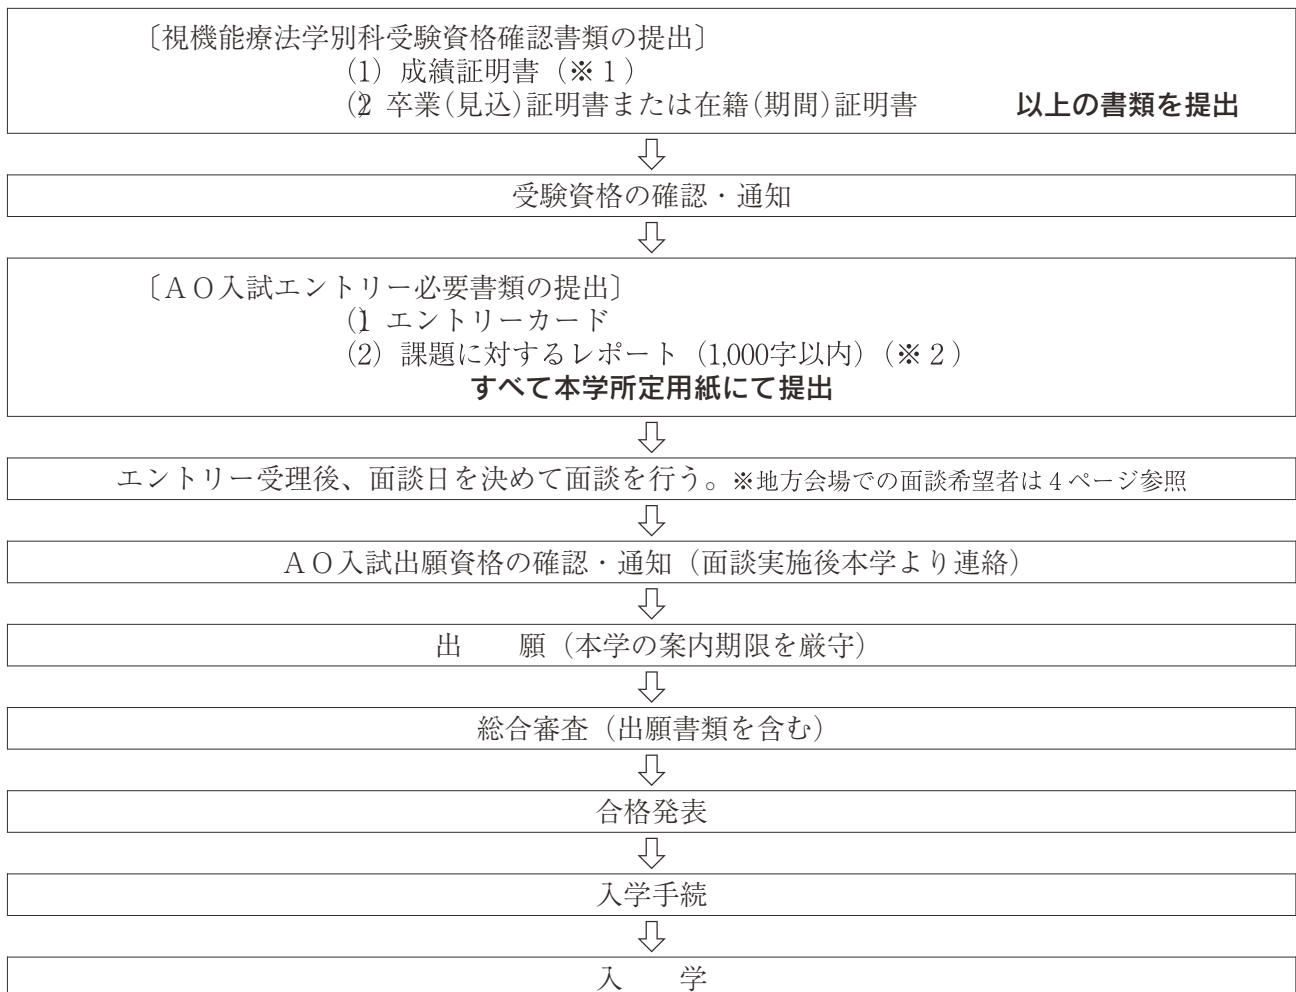 〔視機能療法学別科受験資格確認書類の提出〕
(1) 成績証明書（※１）
(2) 卒業(見込)証明書または在籍(期間)証明書 以上の書類を提出
受験資格の確認・通知
〔ＡＯ入試エントリー必要書類の提出〕
(1) エントリーカード
(2) 課題に対するレポート（1,000字以内）（※２）
すべて本学所定用紙にて提出
エントリー受理後、面談日を決めて面談を行う。※地方会場での面談希望者は４ページ参照
ＡＯ入試出願資格の確認・通知（面談実施後本学より連絡）
出　　願（本学の案内期限を厳守）
総合審査（出願書類を含む）
合格発表
入学手続
入　　学